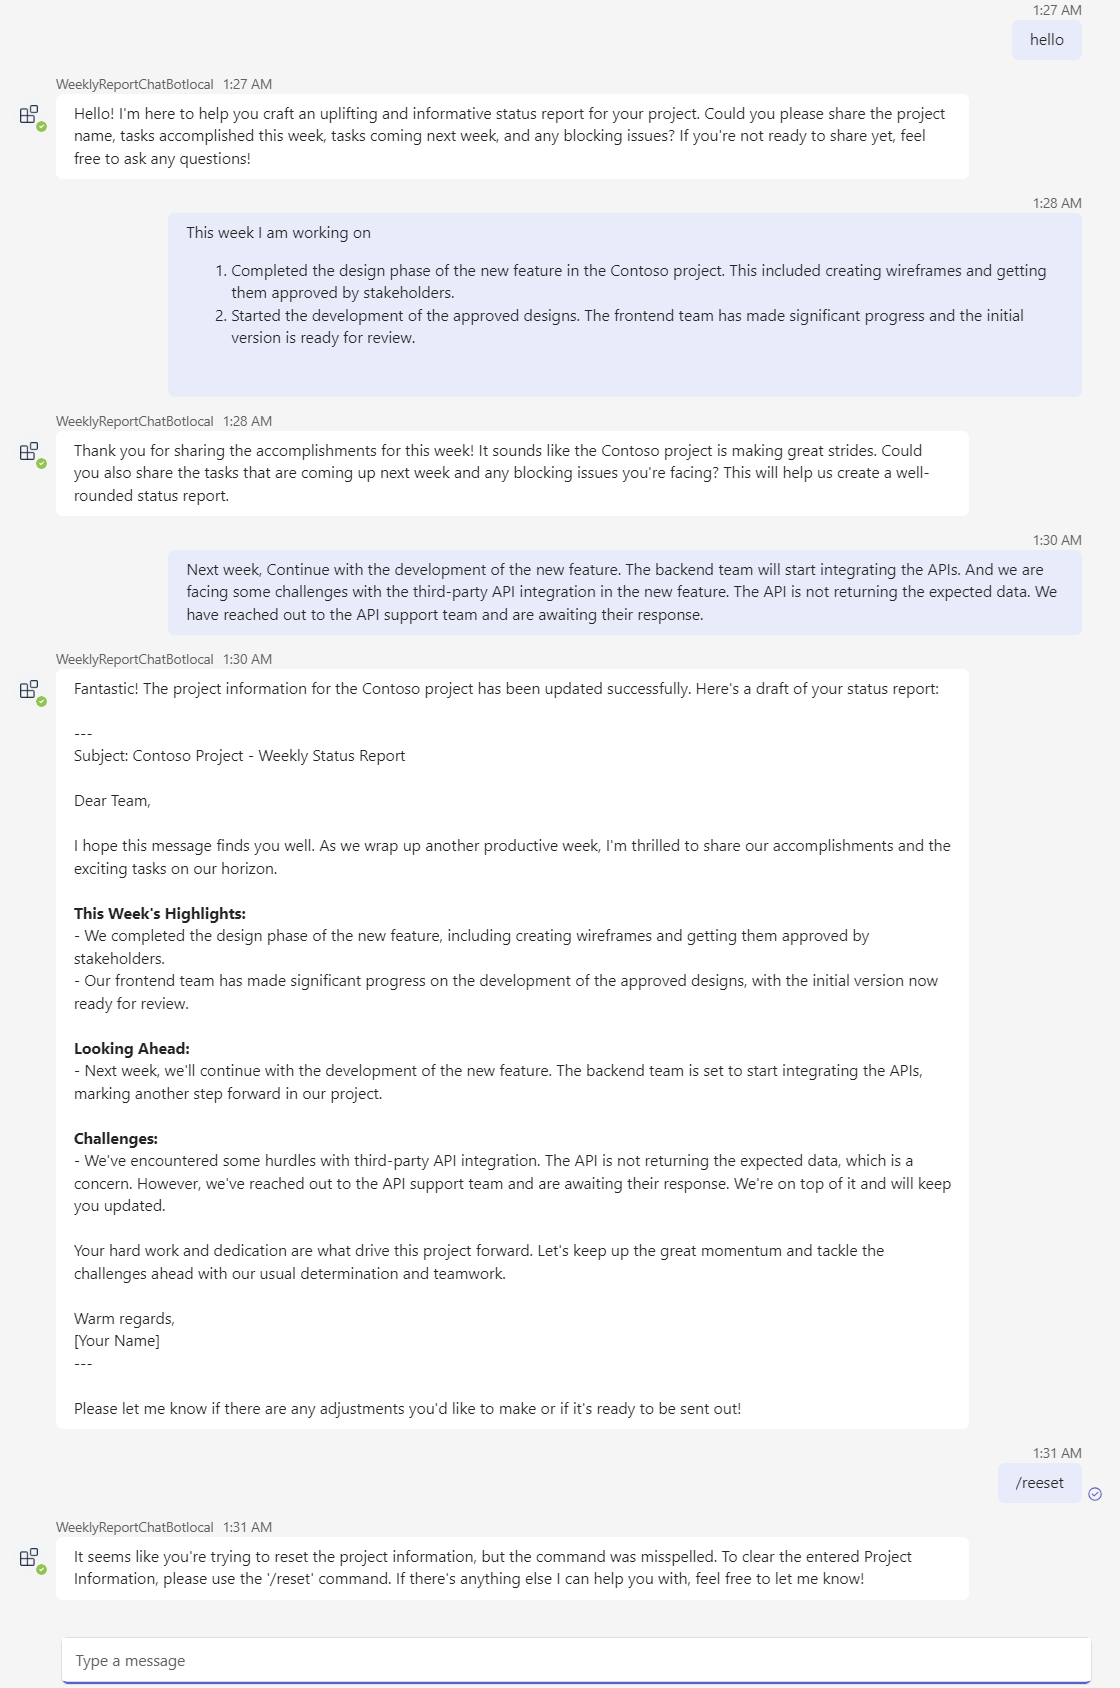 1:27 AM
hello
WeeklyReportChatBotlocal 1:27 AM
Hello! I'm here to help you craft an uplifting and informative status report for your project. Could you please share the project
name, tasks accomplished this week, tasks coming next week, and any blocking issues? If you're not ready to share yet, feel
free to ask any questions!
1:28 AM
This week I am working on
1. Completed the design phase of the new feature in the Contoso project. This included creating wireframes and getting
them approved by stakeholders.
2. Started the development of the approved designs. The frontend team has made significant progress and the initial
version is ready for review.
WeeklyReportChatBotlocal 1:28 AM
Thank you for sharing the accomplishments for this week! It sounds like the Contoso project is making great strides. Could
you also share the tasks that are coming up next week and any blocking issues you're facing? This will help us create a well-
rounded status report.
1:30 AM
Next week, Continue with the development of the new feature. The backend team will start integrating the APIs. And we are
facing some challenges with the third-party API integration in the new feature. The API is not returning the expected data. We
have reached out to the API support team and are awaiting their response.
WeeklyReportChatBotlocal 1:30 AM
Fantastic! The project information for the Contoso project has been updated successfully. Here's a draft of your status report:
---
Subject: Contoso Project - Weekly Status Report
Dear Team,
I hope this message finds you well. As we wrap up another productive week, I'm thrilled to share our accomplishments and the
exciting tasks on our horizon.
This Week's Highlights:
- We completed the design phase of the new feature, including creating wireframes and getting them approved by
stakeholders.
- Our frontend team has made significant progress on the development of the approved designs, with the initial version now
ready for review.
Looking Ahead:
- Next week, we'll continue with the development of the new feature. The backend team is set to start integrating the APIs,
marking another step forward in our project.
Challenges:
- We've encountered some hurdles with third-party API integration. The API is not returning the expected data, which is a
concern. However, we've reached out to the API support team and are awaiting their response. We're on top of it and will keep
you updated.
Your hard work and dedication are what drive this project forward. Let's keep up the great momentum and tackle the
challenges ahead with our usual determination and teamwork.
Warm regards,
[Your Name]
---
Please let me know if there are any adjustments you'd like to make or if it's ready to be sent out!
1:31 AM
/reeset
WeeklyReportChatBotlocal 1:31 AM
It seems like you're trying to reset the project information, but the command was misspelled. To clear the entered Project
Information, please use the '/reset' command. If there's anything else I can help you with, feel free to let me know!
Type a message